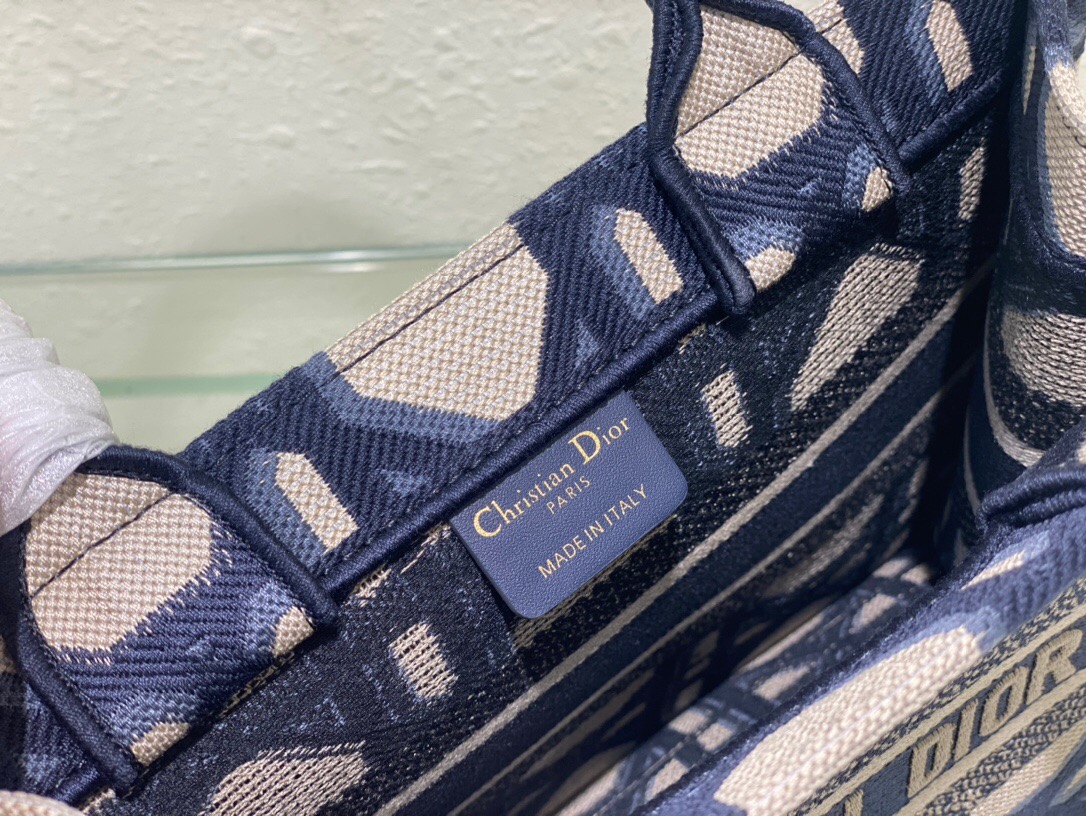 Christian Dior
PARIS
MADE IN ITALY
DIOR